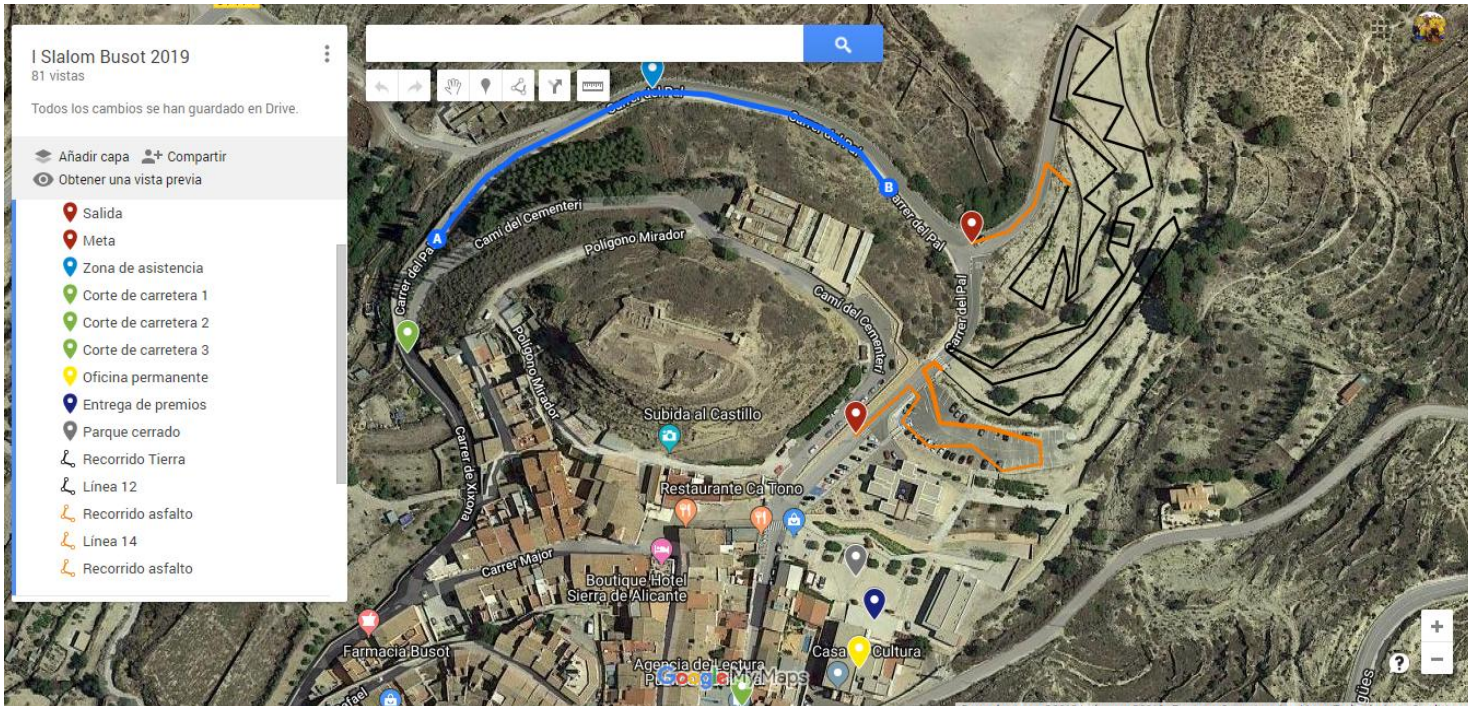 I Slalom Busot 2019
81 vistas
Todos los cambios se han guardado en Drive.
Añadir capa
Compartir
Obtener una vista previa
Salida
Meta
Zona de asistencia
Corte de carretera 1
Corte de carretera 2
Corte de carretera 3
Oficina permanente
Entrega de premios
Parque cerrado
Recorrido Tierra
Línea 12
Recorrido asfalto
Línea 14
Recorrido asfalto
Carrer del Pal
Carrer del Pal
A
B
Carrer del Pal
Carrer del Pal
Camí del Cementeri
Polígono Mirador
Camí del Cementeri
Carrer del Pal
Polígono Mirador
Subida al Castillo
Carrer de Xixona
Restaurante Ca Tono
Carrer Major
Boutique Hotel
Sierra de Alicante
Farmacia Busot
Casa Cultura
Agencia de Lectura
Google My Maps
?
+
−